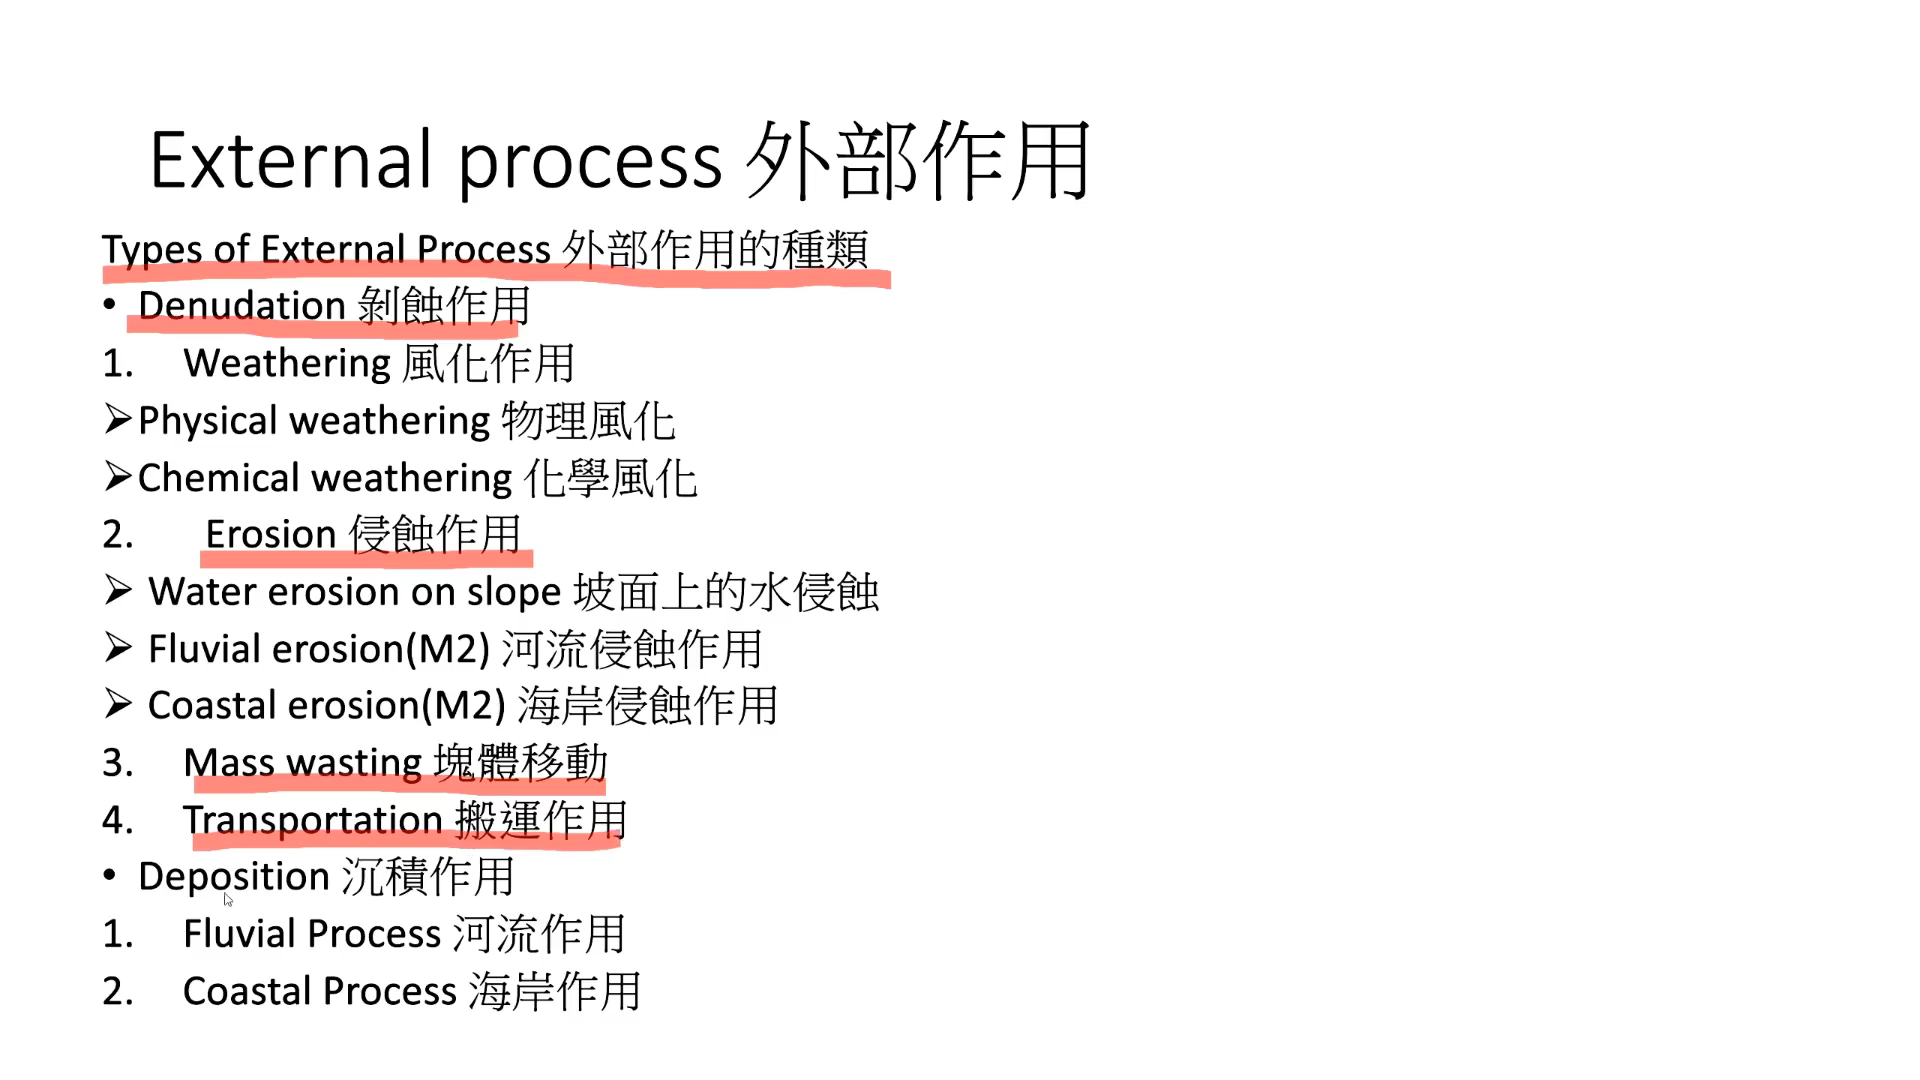 External process 外部作用
Types of External Process 外部作用的種類
• Denudation 剝蝕作用
1. Weathering 風化作用
➢Physical weathering 物理風化
➢Chemical weathering 化學風化
2. Erosion 侵蝕作用
➢ Water erosion on slope 坡面上的水侵蝕
➢ Fluvial erosion(M2) 河流侵蝕作用
➢ Coastal erosion(M2) 海岸侵蝕作用
3. Mass wasting 塊體移動
4. Transportation 搬運作用
• Deposition 沉積作用
1. Fluvial Process 河流作用
2. Coastal Process 海岸作用